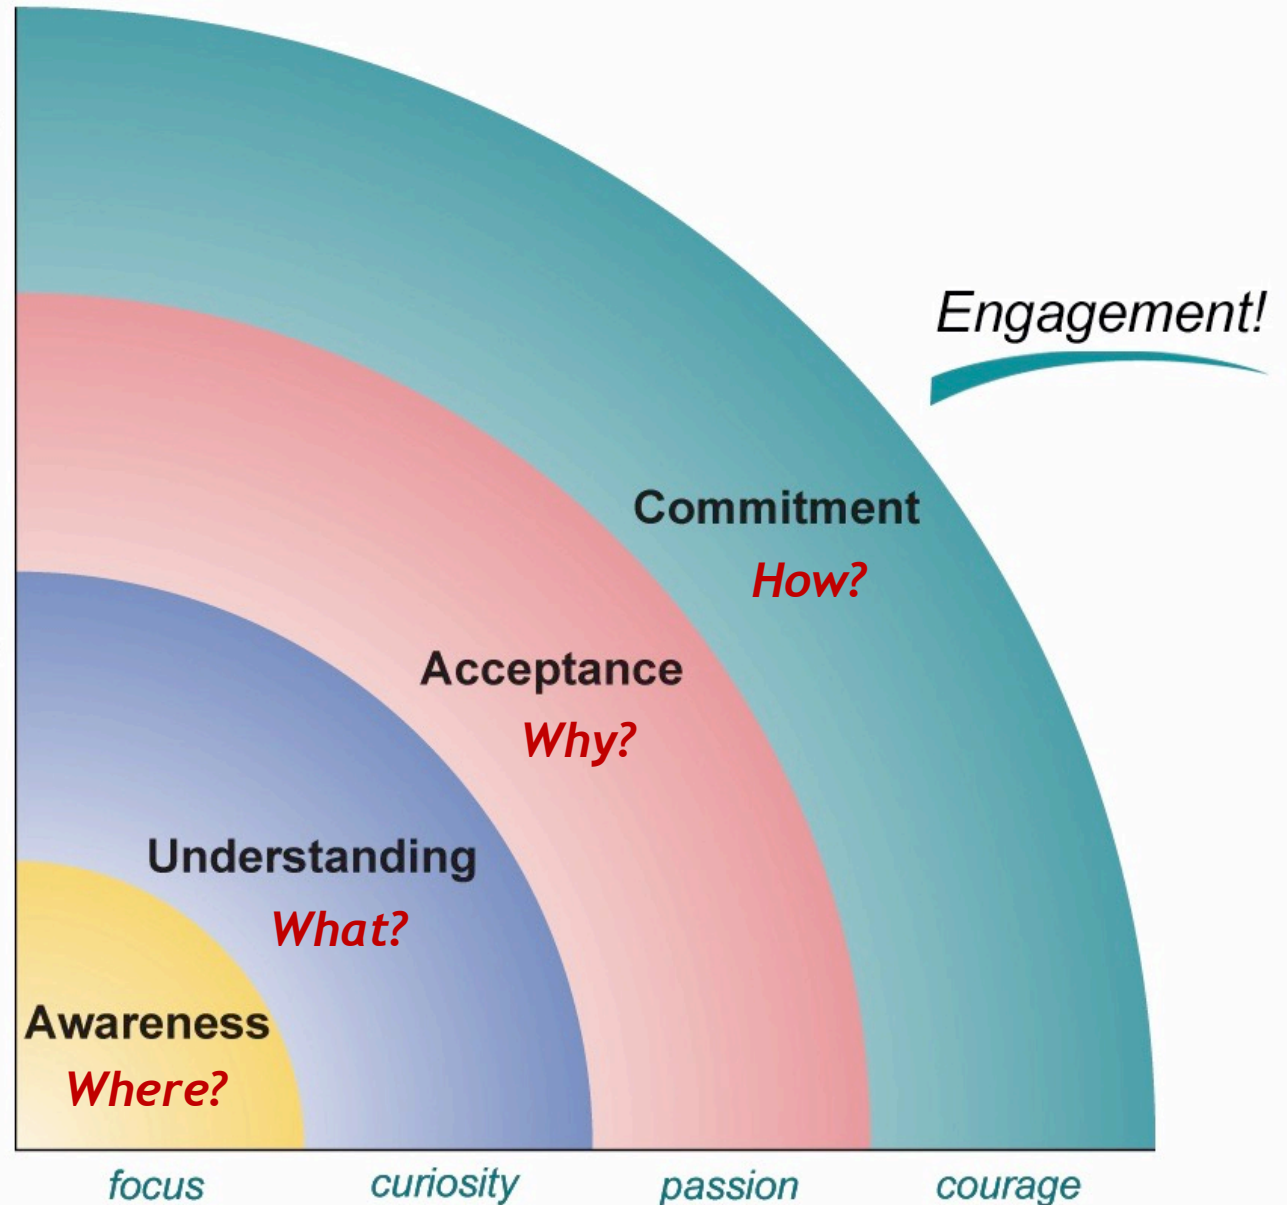 Engagement!
Commitment
How?
Acceptance
Why?
Understanding
What?
Awareness
Where?
focus curiosity passion courage